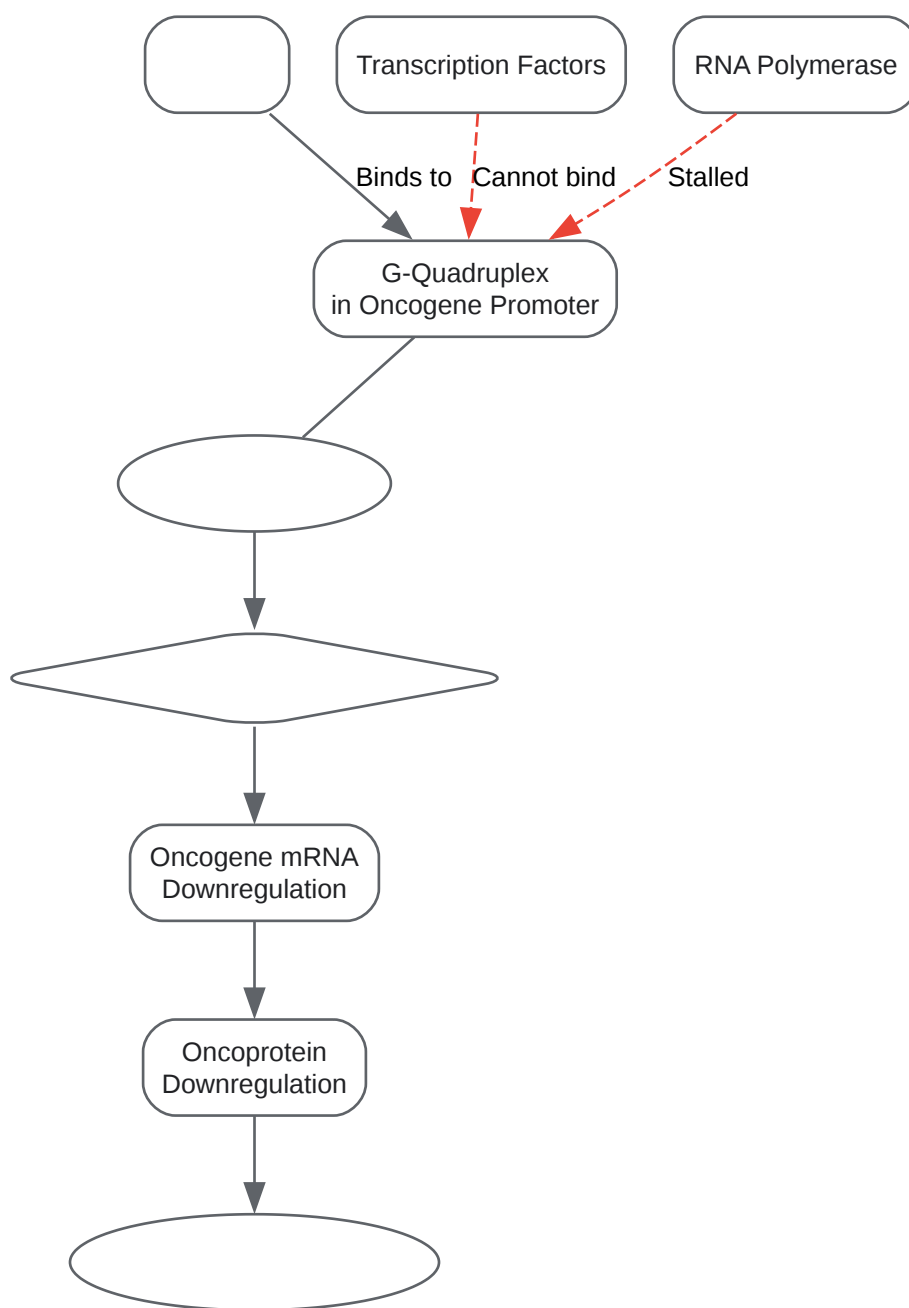 Transcription Factors
RNA Polymerase
Binds to
Cannot bind
Stalled
G-Quadruplex
in Oncogene Promoter
Oncogene mRNA
Downregulation
Oncoprotein
Downregulation